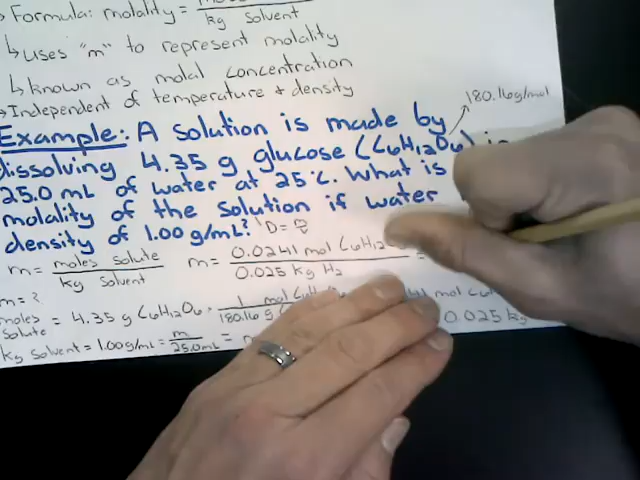 Formula: molality =
kg solvent
↳ Uses "m" to represent molality
↳ known as molal concentration
Independent of temperature + density
180.16g/mol
Example: A solution is made by
dissolving 4.35 g glucose (C6H12O6) in
25.0 mL of water at 25°C. What is
molality of the solution if water
density of 1.00 g/mL?
m = moles solute / kg solvent m = 0.0241 mol C6H12 / 0.025 kg H2 =
m = ?
moles solute = 4.35 g C6H12O6 · 1 mol / 180.16 g mol C6
kg solvent = 1.00 g/mL = m / 25.0 mL = 0.025 kg